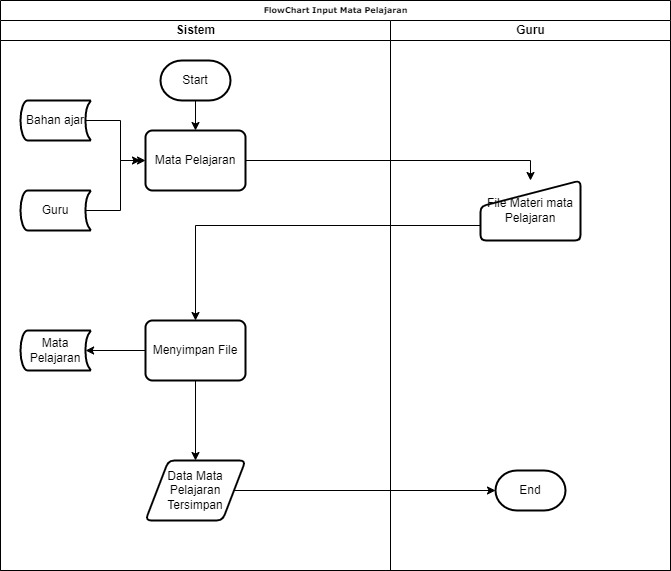 FlowChart Input Mata Pelajaran
Sistem
Guru
Start
Bahan ajar
Mata Pelajaran
Guru
File Materi mata
Pelajaran
Mata
Pelajaran
Menyimpan File
Data Mata
Pelajaran
Tersimpan
End